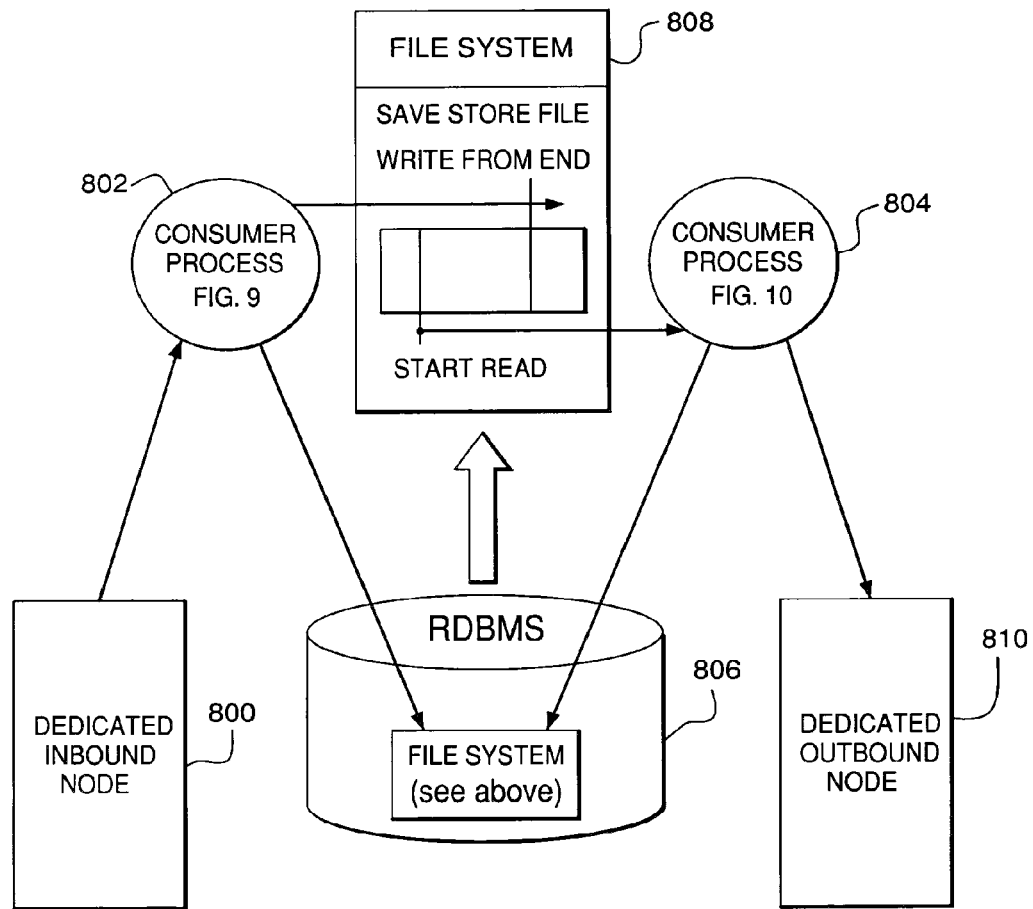 808
FILE SYSTEM
SAVE STORE FILE
WRITE FROM END
START READ
802
CONSUMER
PROCESS
FIG. 9
804
CONSUMER
PROCESS
FIG. 10
RDBMS
806
FILE SYSTEM
(see above)
800
DEDICATED
INBOUND
NODE
810
DEDICATED
OUTBOUND
NODE